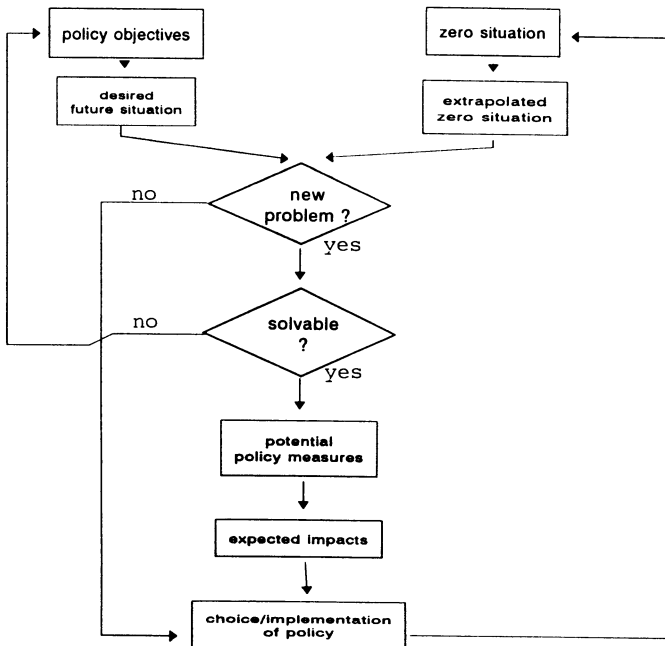 policy objectives
zero situation
desired
future situation
extrapolated
zero situation
new
problem ?
no
yes
solvable
?
no
yes
potential
policy measures
expected impacts
choice/implementation
of policy